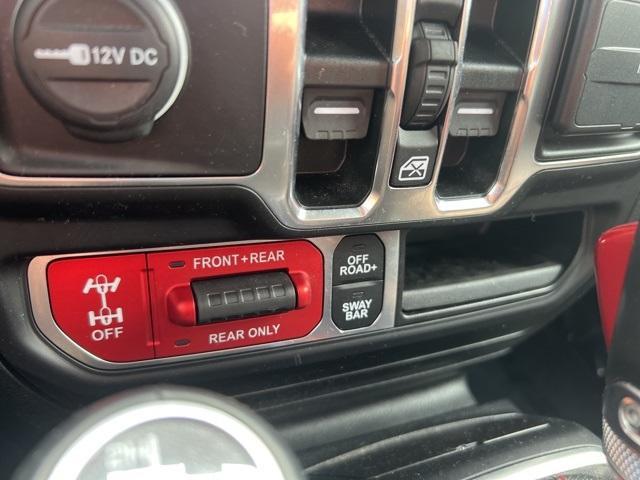 12V DC
OFF
FRONT+REAR
REAR ONLY
OFF
ROAD+
SWAY
BAR